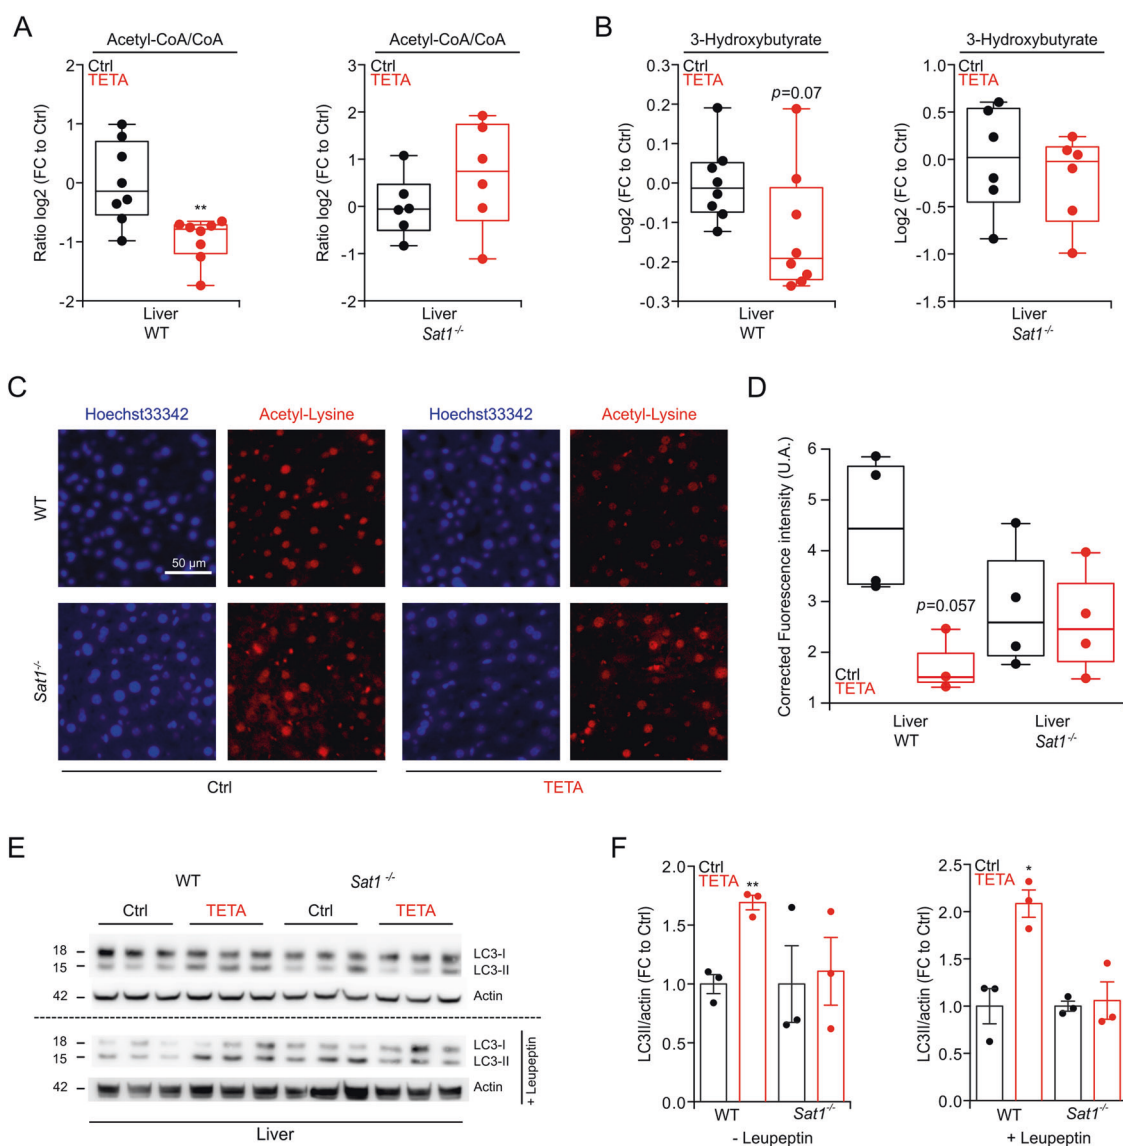 A
Acetyl-CoA/CoA
Ctrl
TETA
Ratio log2 (FC to Ctrl)
2
1
0
-1
-2
**
Liver
WT
Acetyl-CoA/CoA
Ctrl
TETA
Ratio log2 (FC to Ctrl)
3
2
1
0
-1
-2
Liver
Sat1-/-
B
3-Hydroxybutyrate
Ctrl
TETA
p=0.07
Log2 (FC to Ctrl)
0.3
0.2
0.1
0.0
-0.1
-0.2
-0.3
Liver
WT
3-Hydroxybutyrate
Ctrl
TETA
Log2 (FC to Ctrl)
1.0
0.5
0.0
-0.5
-1.0
-1.5
Liver
Sat1-/-
C
Hoechst33342 Acetyl-Lysine Hoechst33342 Acetyl-Lysine
WT
50 µm
Sat1-/-
Ctrl TETA
D
Corrected Fuorescence intensity (U.A.)
6
5
4
3
2
1
p=0.057
Ctrl
TETA
Liver Liver
WT Sat1-/-
E
WT Sat1 -/-
Ctrl TETA Ctrl TETA
18 LC3-I
15 LC3-II
42 Actin
18 LC3-I
15 LC3-II
42 Actin
+ Leupeptin
Liver
F
Ctrl
TETA
**
LC3II/actin (FC to Ctrl)
2.0
1.5
1.0
0.5
0.0
WT Sat1-/-
- Leupeptin
Ctrl
TETA
*
LC3II/actin (FC to Ctrl)
2.5
2.0
1.5
1.0
0.5
0.0
WT Sat1-/-
+ Leupeptin